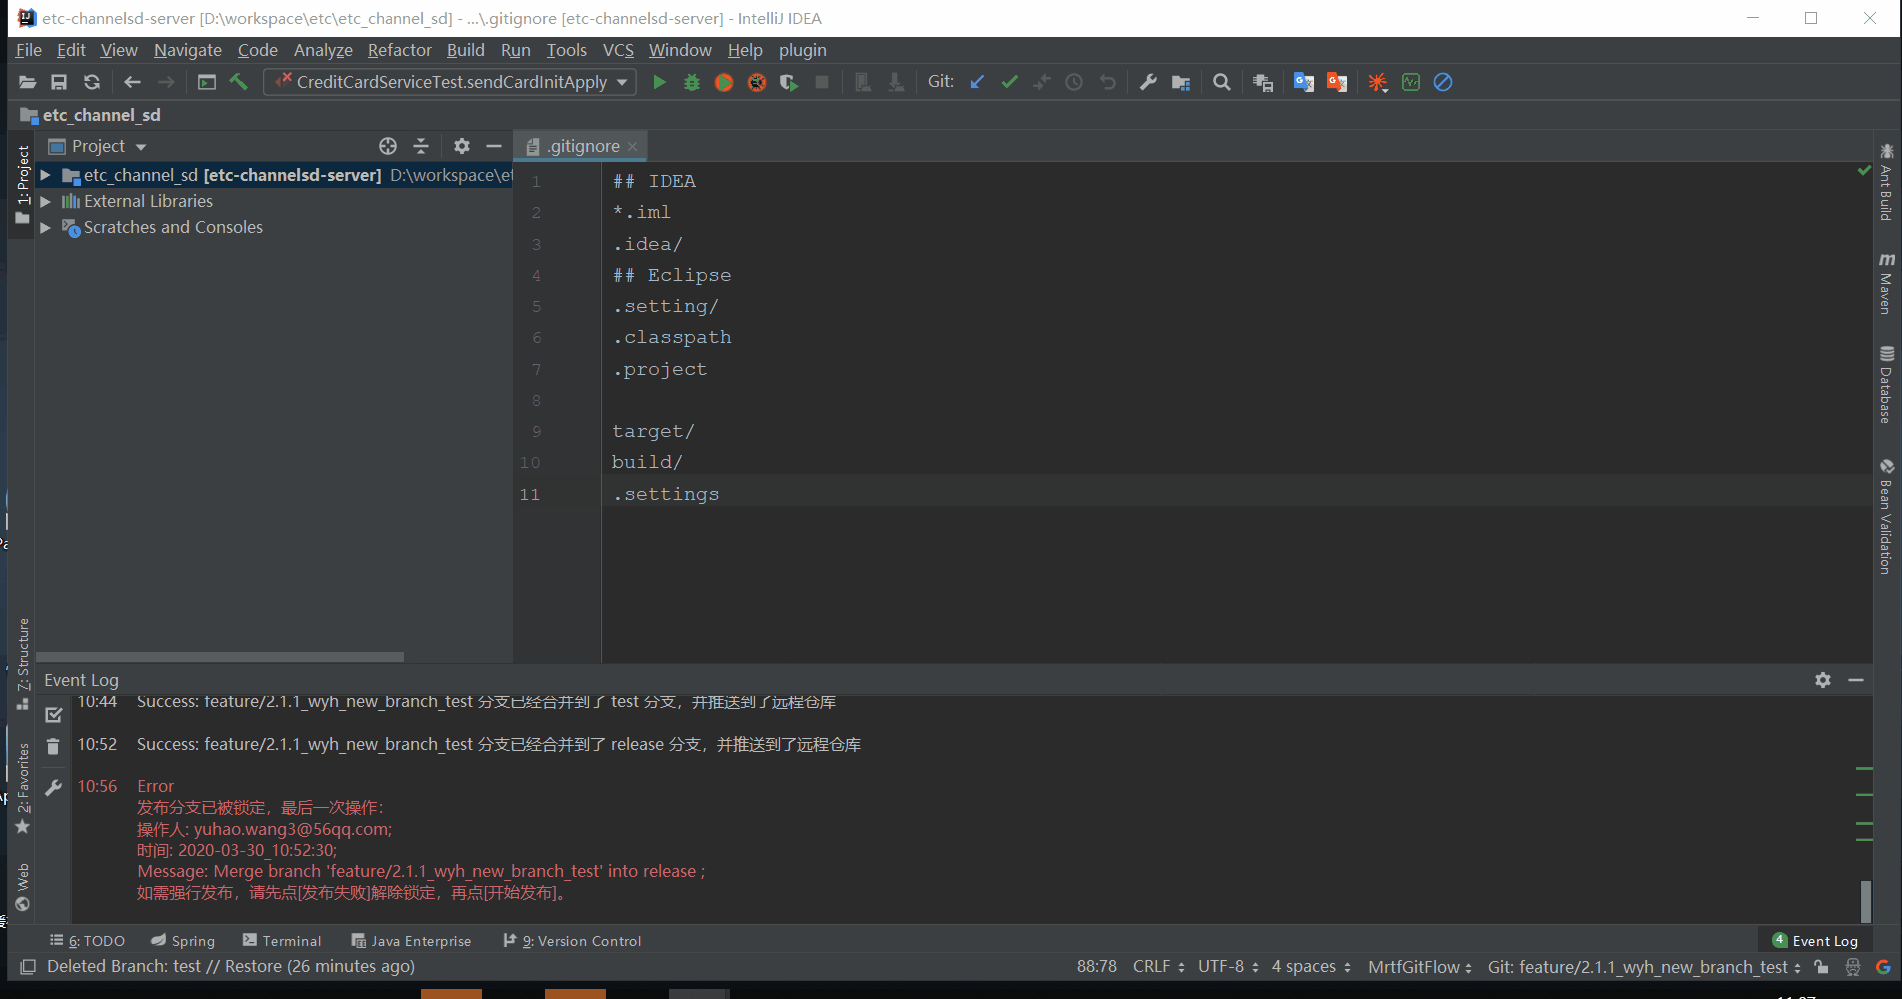 etc-channelsd-server [D:\workspace\etc\etc_channel_sd] - ...\.gitignore [etc-channelsd-server] - IntelliJ IDEA
File Edit View Navigate Code Analyze Refactor Build Run Tools VCS Window Help plugin
CreditCardServiceTest.sendCardInitApply Git:
etc_channel_sd
Project .gitignore
etc_channel_sd [etc-channelsd-server] D:\workspace\et
External Libraries
Scratches and Consoles
1 ## IDEA
2 *.iml
3 .idea/
4 ## Eclipse
5 .setting/
6 .classpath
7 .project
8
9 target/
10 build/
11 .settings
1: Project
7: Structure
2: Favorites
Web
Ant Build
Maven
Database
Bean Validation
Event Log
10:44 Success: feature/2.1.1_wyh_new_branch_test 分支已经合并到了 test 分支，并推送到了远程仓库
10:52 Success: feature/2.1.1_wyh_new_branch_test 分支已经合并到了 release 分支，并推送到了远程仓库
10:56 Error
发布分支已被锁定，最后一次操作：
操作人: yuhao.wang3@56qq.com;
时间: 2020-03-30_10:52:30;
Message: Merge branch 'feature/2.1.1_wyh_new_branch_test' into release ;
如需强行发布，请先点[发布失败]解除锁定，再点[开始发布]。
6: TODO Spring Terminal Java Enterprise 9: Version Control 4 Event Log
Deleted Branch: test // Restore (26 minutes ago) 88:78 CRLF UTF-8 4 spaces MrtfGitFlow Git: feature/2.1.1_wyh_new_branch_test